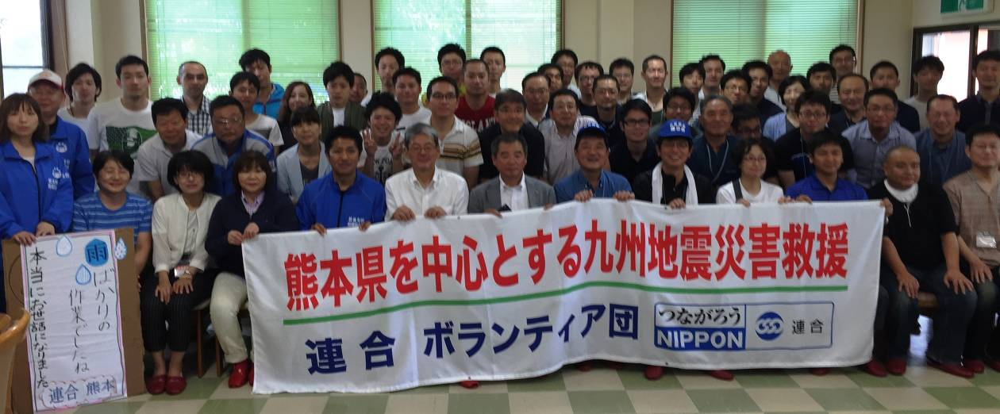 熊本県を中心とする九州地震災害救援
連合 ボランティア団
つながろう
NIPPON
連合
雨ばかりの
作業でしたね
本当にお世話になりました
連合 熊本